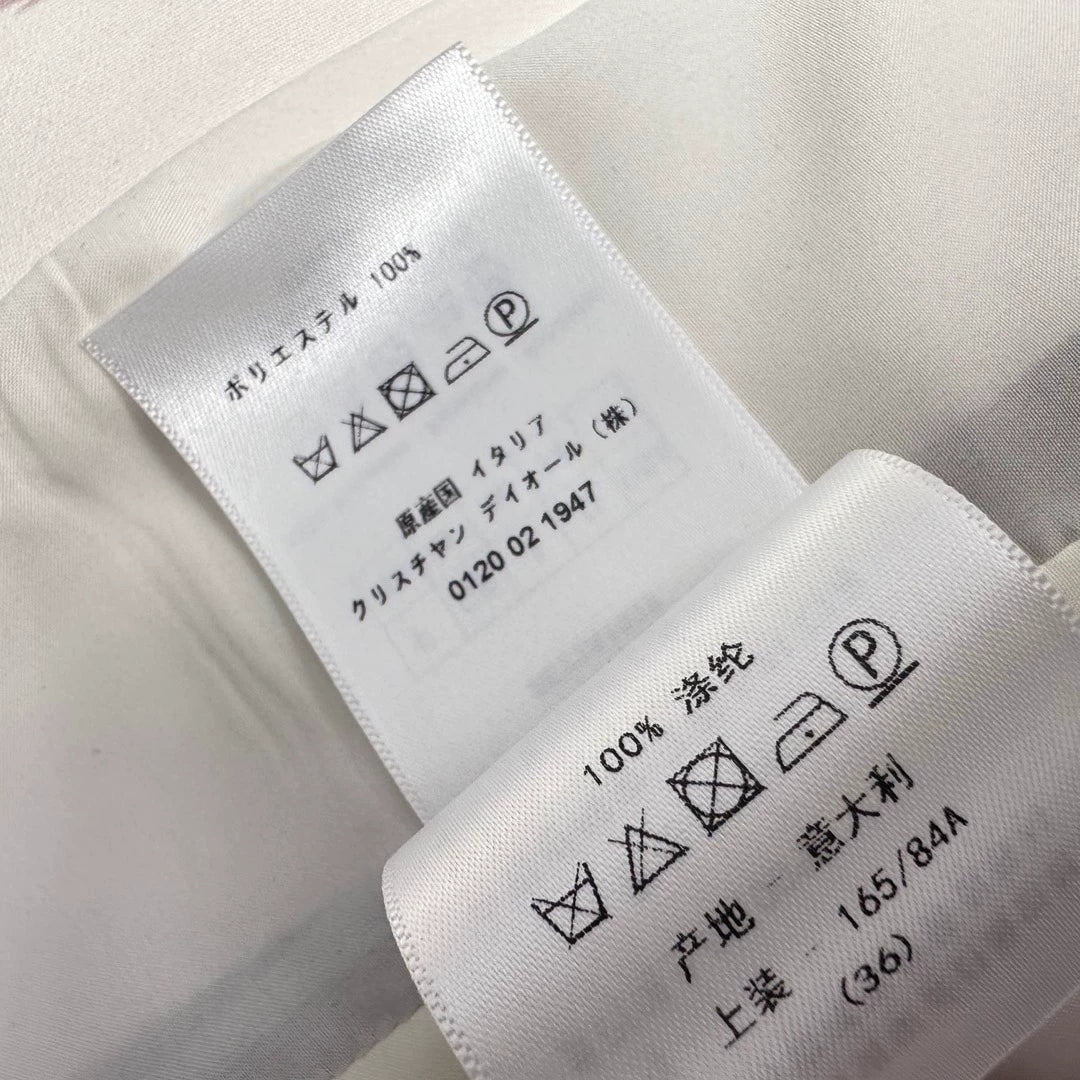 ポリエステル 100%
P
原産国 イタリア
クリスチャン デイオール (株)
0120 02 1947
100% 涤纶
P
产地 意大利
上装 165/84A
(36)